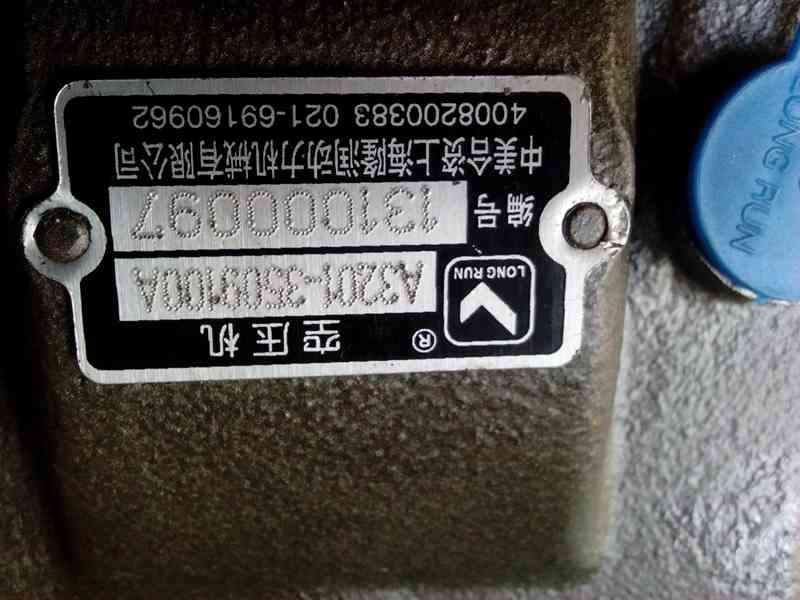 ® 空压机
LONG RUN
A3201-3509100A
编号 131000097
中美合资上海隆润动力机械有限公司
4008200383 021-69160962
LONG RUN